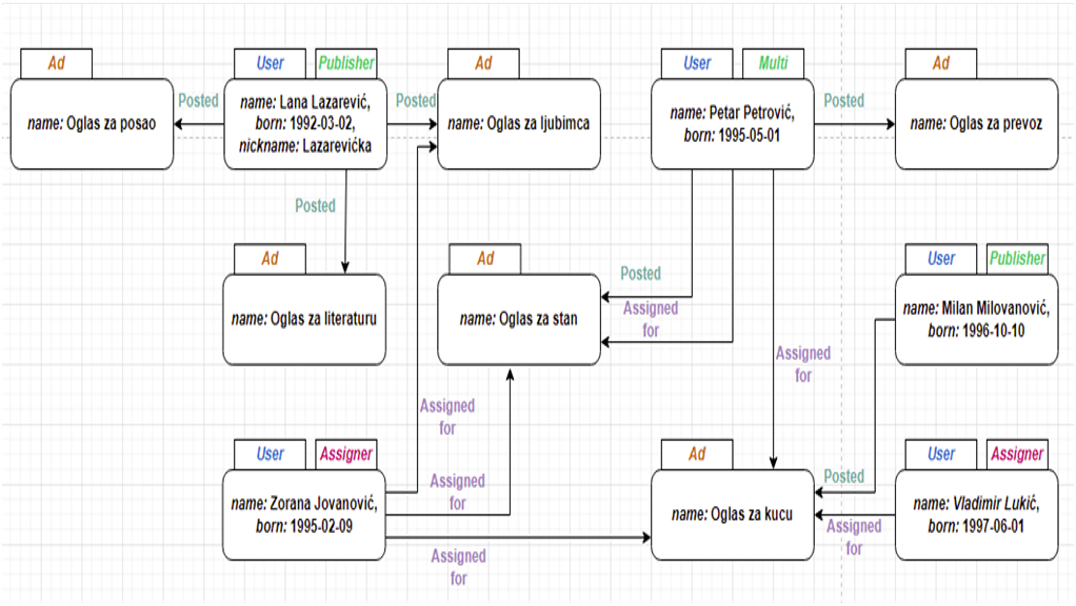 Ad
User
Publisher
Ad
User
Multi
Ad
name: Oglas za posao
Posted
name: Lana Lazarević,
born: 1992-03-02,
nickname: Lazarevićka
Posted
name: Oglas za ljubimca
name: Petar Petrović,
born: 1995-05-01
Posted
name: Oglas za prevoz
Posted
Ad
Ad
User
Publisher
name: Oglas za literaturu
name: Oglas za stan
Posted
Assigned
for
name: Milan Milovanović,
born: 1996-10-10
Assigned
for
Assigned
for
User
Assigner
Ad
User
Assigner
name: Zorana Jovanović,
born: 1995-02-09
Assigned
for
name: Oglas za kucu
Posted
name: Vladimir Lukić,
born: 1997-06-01
Assigned
for
Assigned
for